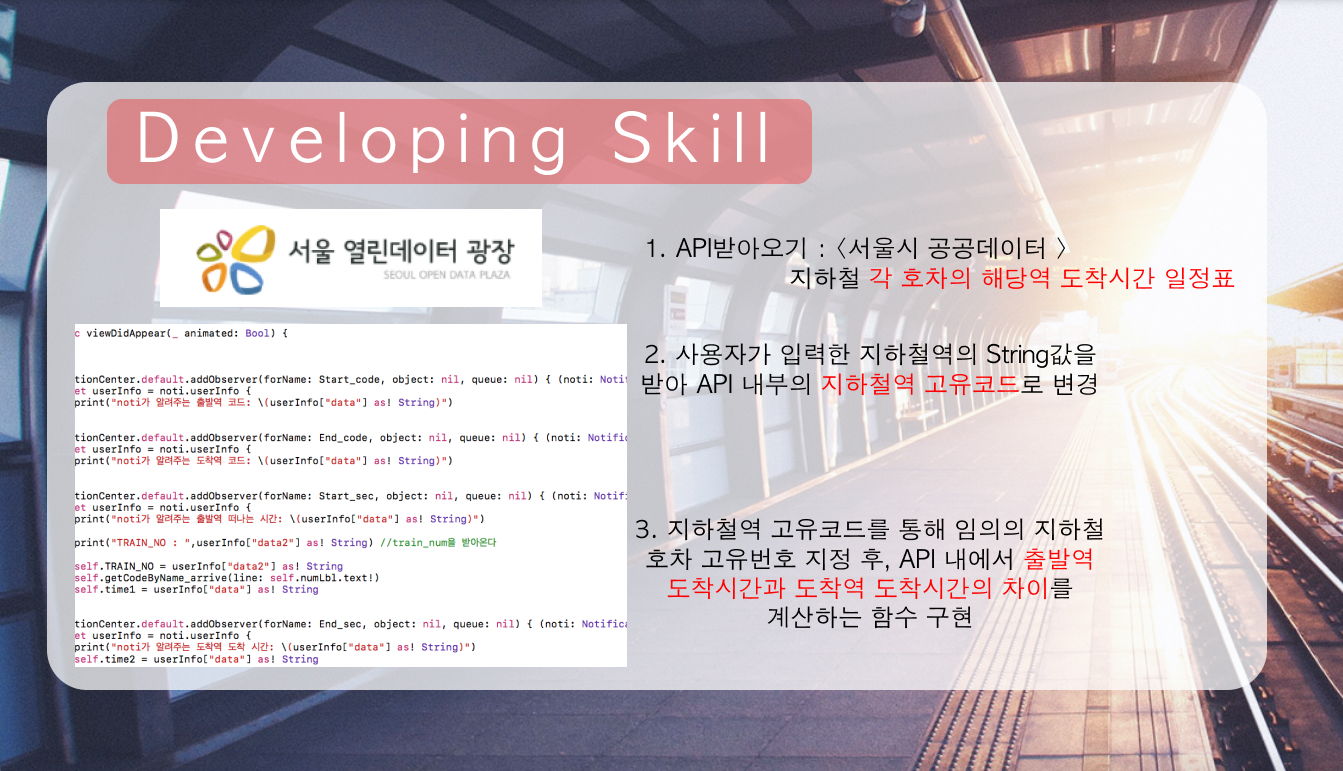 Developing Skill
서울 열린데이터 광장
SEOUL OPEN DATA PLAZA
1. API받아오기 : <서울시 공공데이터 >
지하철 각 호차의 해당역 도착시간 일정표
2. 사용자가 입력한 지하철역의 String값을
받아 API 내부의 지하철역 고유코드로 변경
3. 지하철역 고유코드를 통해 임의의 지하철
호차 고유번호 지정 후, API 내에서 출발역
도착시간과 도착역 도착시간의 차이를
계산하는 함수 구현
c viewDidAppear(_ animated: Bool) {
tionCenter.default.addObserver(forName: Start_code, object: nil, queue: nil) { (noti: Notif
et userInfo = noti.userInfo {
print("noti가 알려주는 출발역 코드: \(userInfo["data"] as! String)")
tionCenter.default.addObserver(forName: End_code, object: nil, queue: nil) { (noti: Notific
et userInfo = noti.userInfo {
print("noti가 알려주는 도착역 코드: \(userInfo["data"] as! String)")
tionCenter.default.addObserver(forName: Start_sec, object: nil, queue: nil) { (noti: Notifi
et userInfo = noti.userInfo {
print("noti가 알려주는 출발역 떠나는 시간: \(userInfo["data"] as! String)")
print("TRAIN_NO : ",userInfo["data2"] as! String) //train_num을 받아온다
self.TRAIN_NO = userInfo["data2"] as! String
self.getCodeByName_arrive(line: self.numLbl.text!)
self.time1 = userInfo["data"] as! String
tionCenter.default.addObserver(forName: End_sec, object: nil, queue: nil) { (noti: Notifica
et userInfo = noti.userInfo {
print("noti가 알려주는 도착역 도착 시간: \(userInfo["data"] as! String)")
self.time2 = userInfo["data"] as! String